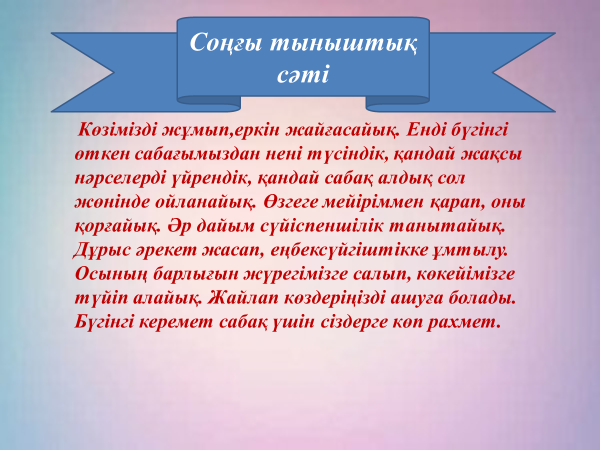 Соңғы тыныштық
сәті
Көзімізді жұмып,еркін жайғасайық. Енді бүгінгі
өткен сабағымыздан нені түсіндік, қандай жақсы
нәрселерді үйрендік, қандай сабақ алдық сол
жөнінде ойланайық. Өзгеге мейіріммен қарап, оны
қорғайық. Әр дайым сүйіспеншілік танытайық.
Дұрыс әрекет жасап, еңбексүйгіштікке ұмтылу.
Осының барлығын жүрегімізге салып, көкейімізге
түйіп алайық. Жайлап көздеріңізді ашуға болады.
Бүгінгі керемет сабақ үшін сіздерге көп рахмет.